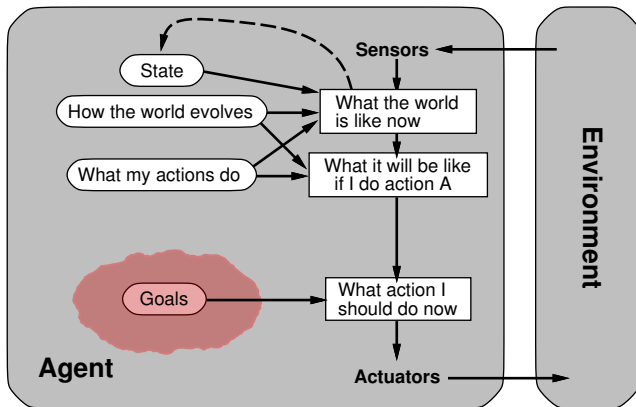 Sensors
State
How the world evolves
What the world
is like now
What my actions do
What it will be like
if I do action A
Goals
What action I
should do now
Agent
Actuators
Environment